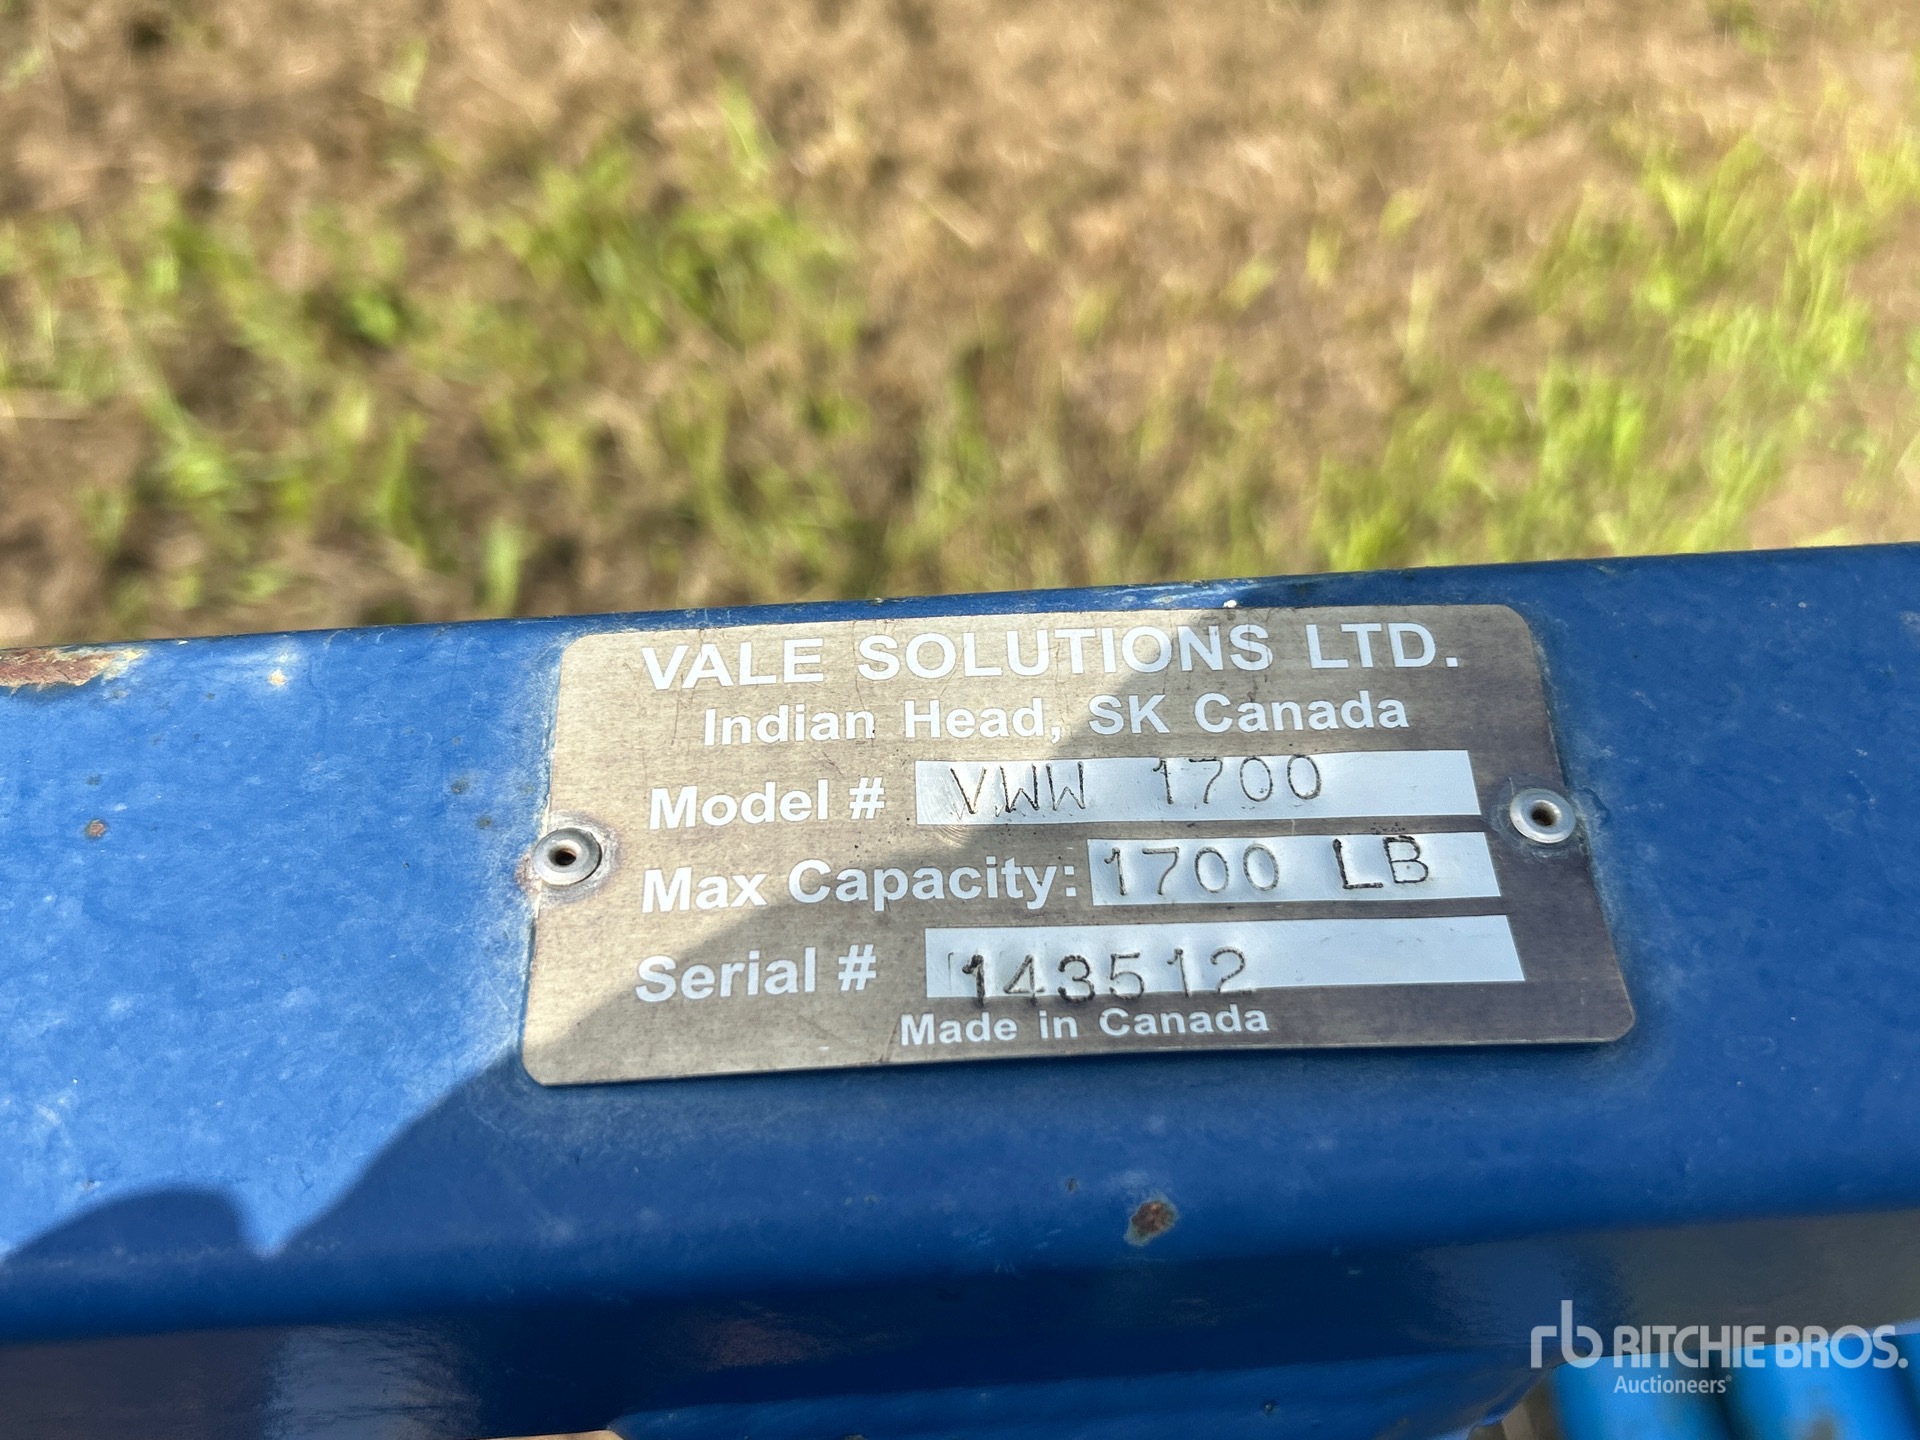 VALE SOLUTIONS LTD.
Indian Head, SK Canada
Model # VWW 1700
Max Capacity: 1700 LB
Serial # 143512
Made in Canada
rb RITCHIE BROS.
Auctioneers